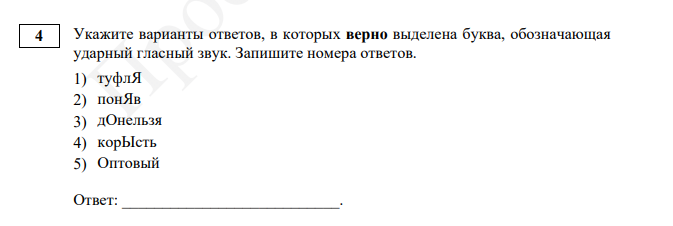 4 Укажите варианты ответов, в которых верно выделена буква, обозначающая
ударный гласный звук. Запишите номера ответов.
1) туфлЯ
2) понЯв
3) дОнельзя
4) корЫсть
5) Оптовый
Ответ: ____________________________.